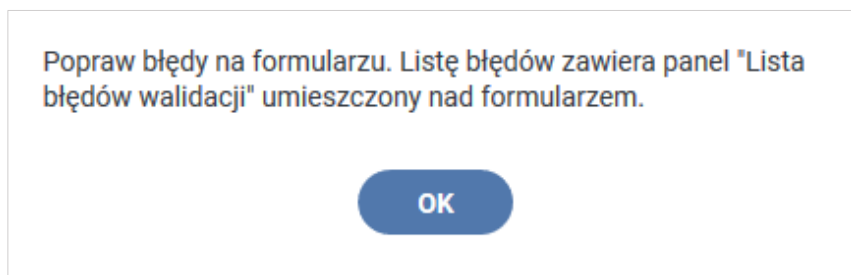 Popraw błędy na formularzu. Listę błędów zawiera panel "Lista
błędów walidacji" umieszczony nad formularzem.
OK